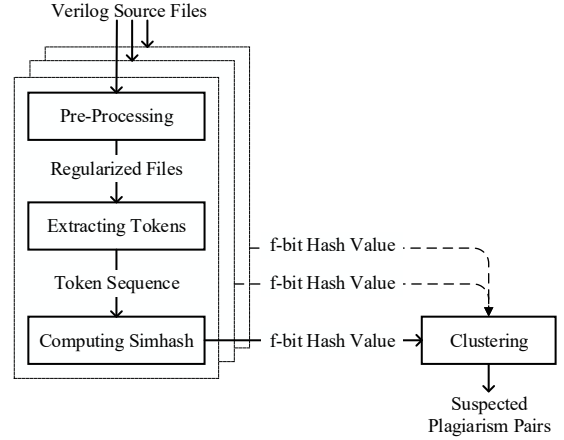 Verilog Source Files
Pre-Processing
Regularized Files
Extracting Tokens
f-bit Hash Value
Token Sequence
f-bit Hash Value
Computing Simhash
f-bit Hash Value
Clustering
Suspected
Plagiarism Pairs